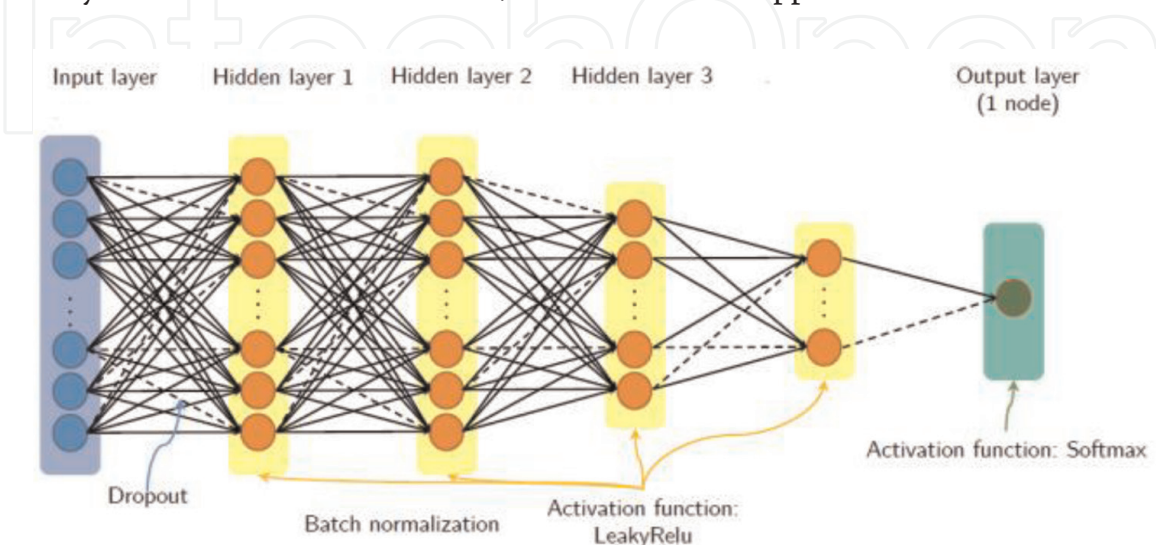 IntechOpen
Input layer
Hidden layer 1
Hidden layer 2
Hidden layer 3
Output layer
(1 node)
Dropout
Batch normalization
Activation function:
LeakyRelu
Activation function: Softmax